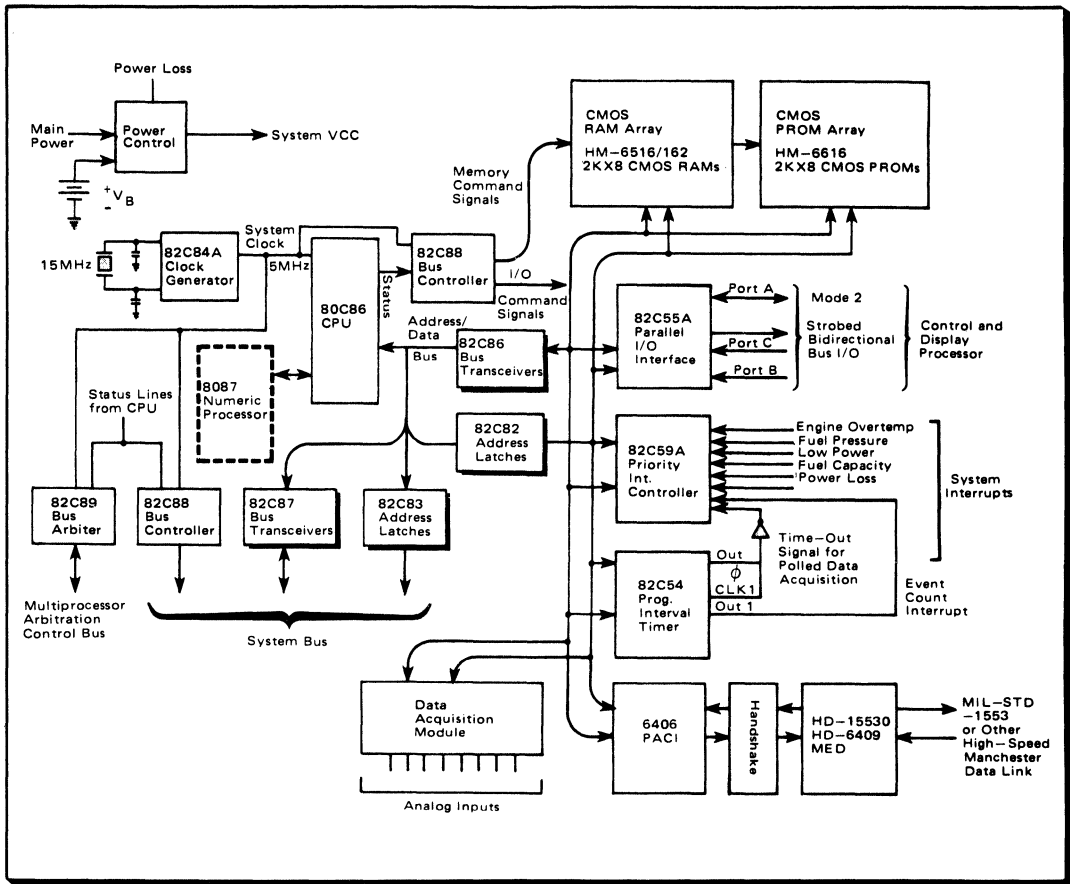 Power Loss
Main
Power
Power
Control
System VCC
+
VB
-
15MHz
82C84A
Clock
Generator
System
Clock
5MHz
80C86
CPU
Status
82C88
Bus
Controller
Memory
Command
Signals
I/O
Command
Signals
CMOS
RAM Array
HM-6516/162
2KX8 CMOS RAMs
CMOS
PROM Array
HM-6616
2KX8 CMOS PROMs
Address/
Data
Bus
82C86
Bus
Transceivers
8087
Numeric
Processor
Status Lines
from CPU
82C82
Address
Latches
82C89
Bus
Arbiter
82C88
Bus
Controller
82C87
Bus
Transceivers
82C83
Address
Latches
Multiprocessor
Arbitration
Control Bus
System Bus
82C55A
Parallel
I/O
Interface
Port A
Port C
Port B
Mode 2
Strobed
Bidirectional
Bus I/O
Control and
Display
Processor
82C59A
Priority
Int.
Controller
Engine Overtemp
Fuel Pressure
Low Power
Fuel Capacity
Power Loss
System
Interrupts
82C54
Prog.
Interval
Timer
Out
ϕ
CLK1
Out 1
Time-Out
Signal for
Polled Data
Acquisition
Event
Count
Interrupt
Data
Acquisition
Module
Analog Inputs
6406
PACI
Handshake
HD-15530
HD-6409
MED
MIL-STD
-1553
or Other
High-Speed
Manchester
Data Link